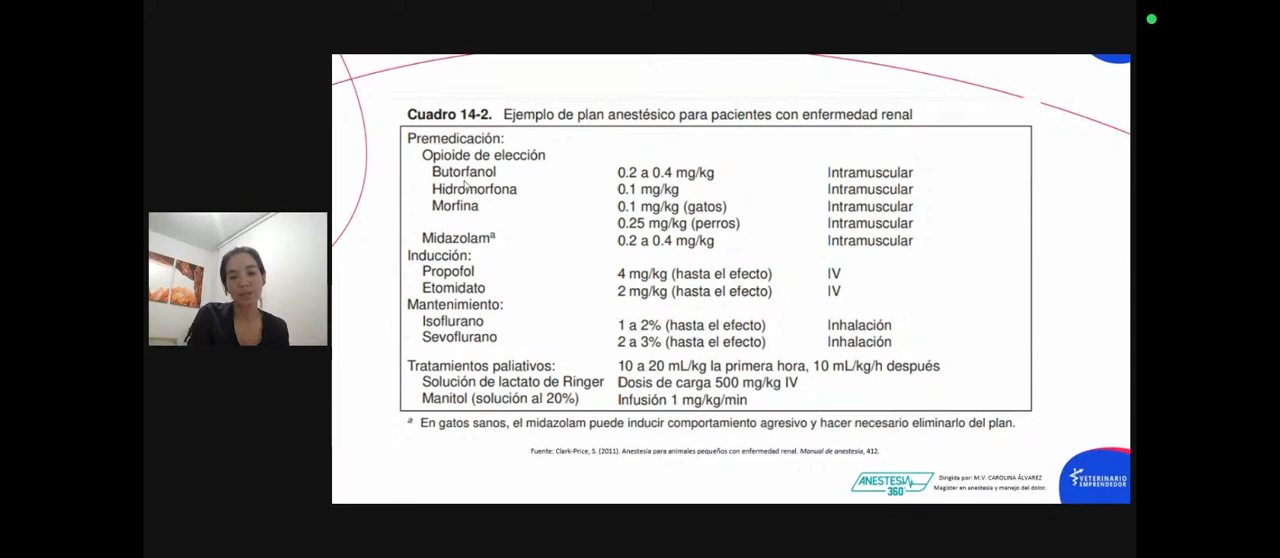 Cuadro 14-2. Ejemplo de plan anestésico para pacientes con enfermedad renal
Premedicación:
Opioide de elección
Butorfanol 0.2 a 0.4 mg/kg Intramuscular
Hidromorfona 0.1 mg/kg Intramuscular
Morfina 0.1 mg/kg (gatos) Intramuscular
0.25 mg/kg (perros) Intramuscular
Midazolamª 0.2 a 0.4 mg/kg Intramuscular
Inducción:
Propofol 4 mg/kg (hasta el efecto) IV
Etomidato 2 mg/kg (hasta el efecto) IV
Mantenimiento:
Isoflurano 1 a 2% (hasta el efecto) Inhalación
Sevoflurano 2 a 3% (hasta el efecto) Inhalación
Tratamientos paliativos: 10 a 20 mL/kg la primera hora, 10 mL/kg/h después
Solución de lactato de Ringer Dosis de carga 500 mg/kg IV
Manitol (solución al 20%) Infusión 1 mg/kg/min
ª En gatos sanos, el midazolam puede inducir comportamiento agresivo y hacer necesario eliminarlo del plan.
Fuente: Clark-Price, S. (2011). Anestesia para animales pequeños con enfermedad renal. Manual de anestesia, 412.
ANESTESIA 360°
Dirigida por: M.V. CAROLINA ÁLVAREZ
Magíster en anestesia y manejo del dolor.
VETERINARIO
EMPRENDEDOR